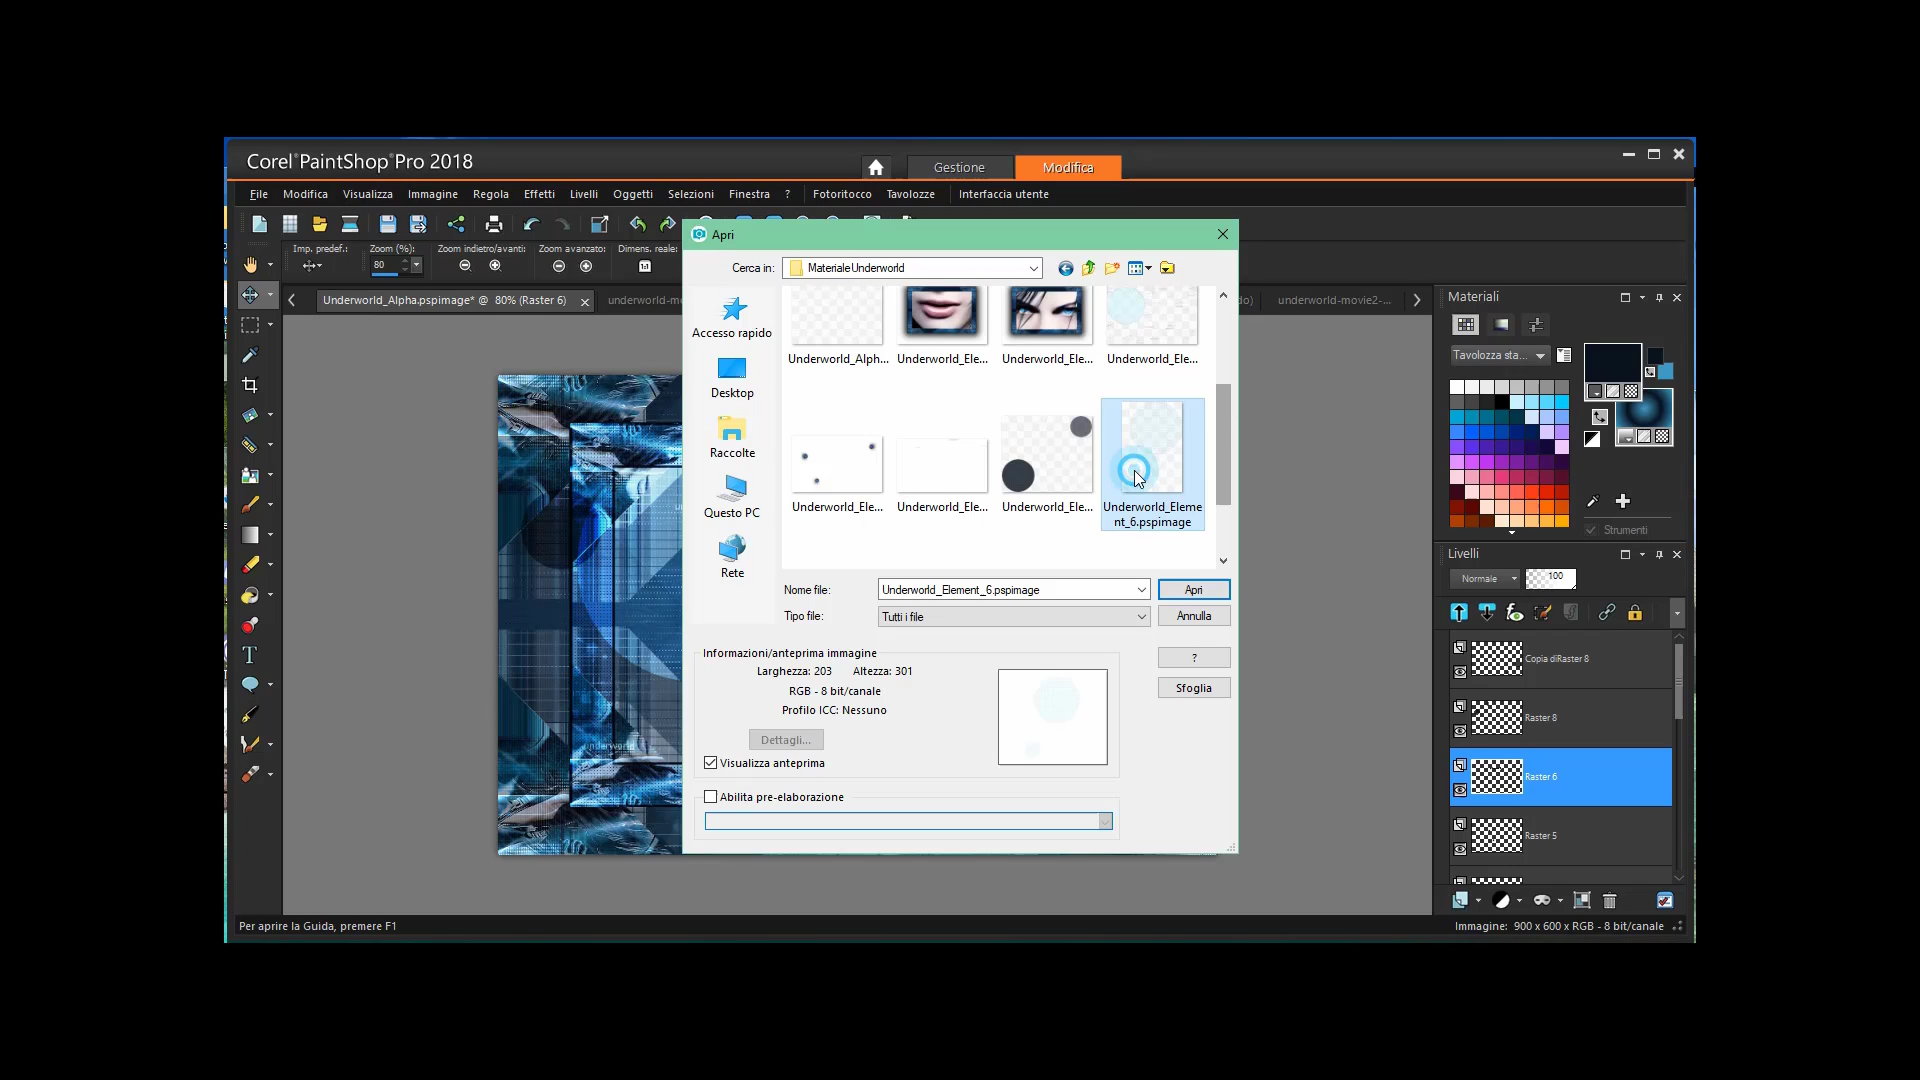 Corel PaintShop Pro 2018
Gestione
Modifica
File Modifica Visualizza Immagine Regola Effetti Livelli Oggetti Selezioni Finestra ? Fotoritocco Tavolozze Interfaccia utente
Imp. predef.: Zoom (%): Zoom indietro/avanti: Zoom avanzato: Dimens. reale:
80
Underworld_Alpha.pspimage* @ 80% (Raster 6)
underworld-movie2-...
Apri
Cerca in: MaterialeUnderworld
Accesso rapido
Desktop
Raccolte
Questo PC
Rete
Underworld_Alph... Underworld_Ele... Underworld_Ele... Underworld_Ele...
Underworld_Ele... Underworld_Ele... Underworld_Ele... Underworld_Eleme
nt_6.pspimage
Nome file: Underworld_Element_6.pspimage Apri
Tipo file: Tutti i file Annulla
Informazioni/anteprima immagine
Larghezza: 203 Altezza: 301
RGB - 8 bit/canale
Profilo ICC: Nessuno
Dettagli...
Visualizza anteprima
?
Sfoglia
Abilita pre-elaborazione
underworld
Materiali
Tavolozza sta...
Strumenti
Livelli
Normale 100
Copia diRaster 8
Raster 8
Raster 6
Raster 5
Per aprire la Guida, premere F1
Immagine: 900 x 600 x RGB - 8 bit/canale